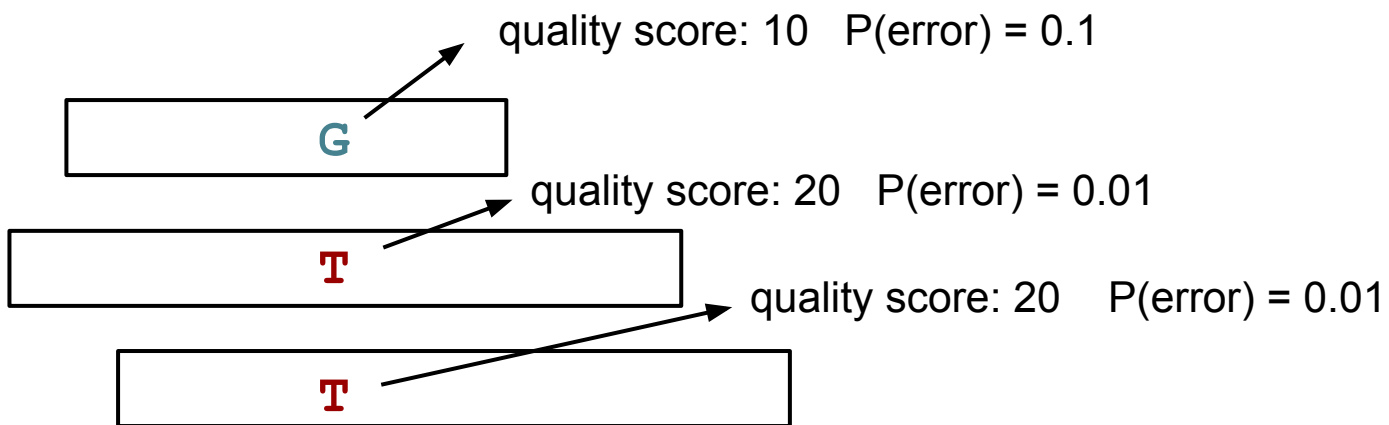 quality score: 10 P(error) = 0.1
G
quality score: 20 P(error) = 0.01
T
quality score: 20 P(error) = 0.01
T